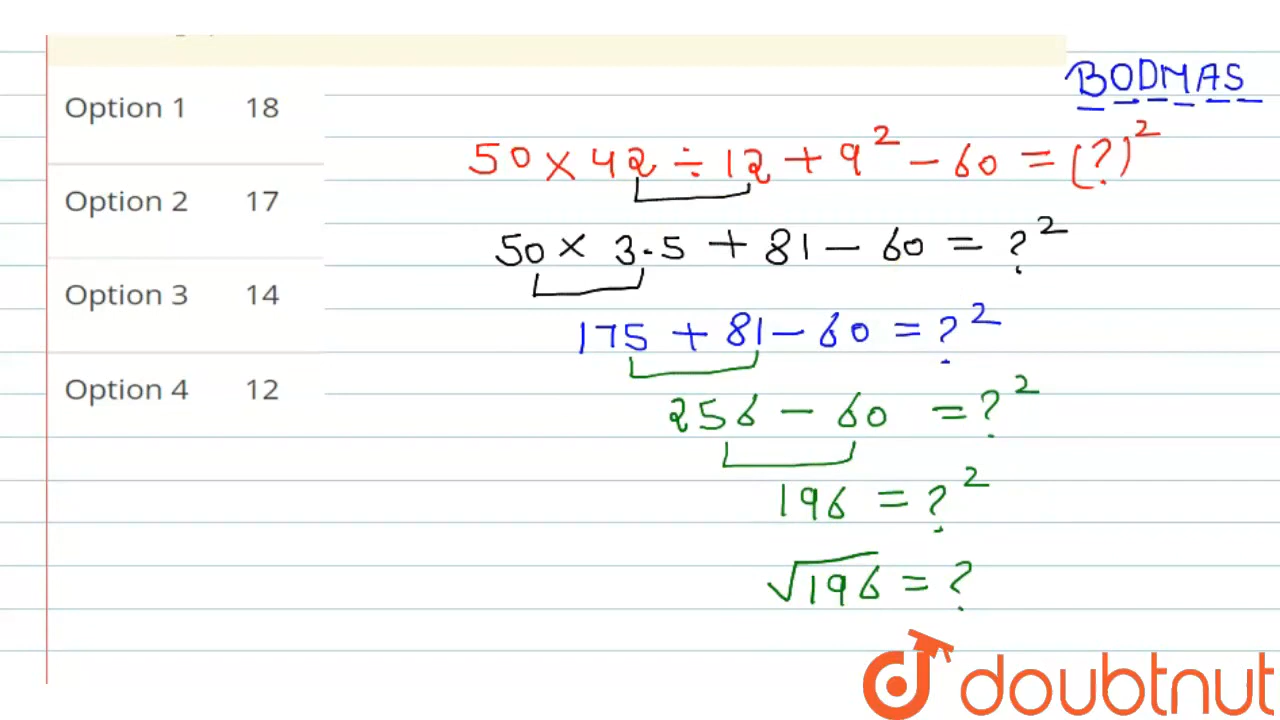 BODMAS
Option 1 18
50 × 42 ÷ 12 + 9² - 60 = (?)²
Option 2 17
50 × 3.5 + 81 - 60 = ?²
Option 3 14
175 + 81 - 60 = ?²
Option 4 12
256 - 60 = ?²
196 = ?²
√196 = ?
doubtnut